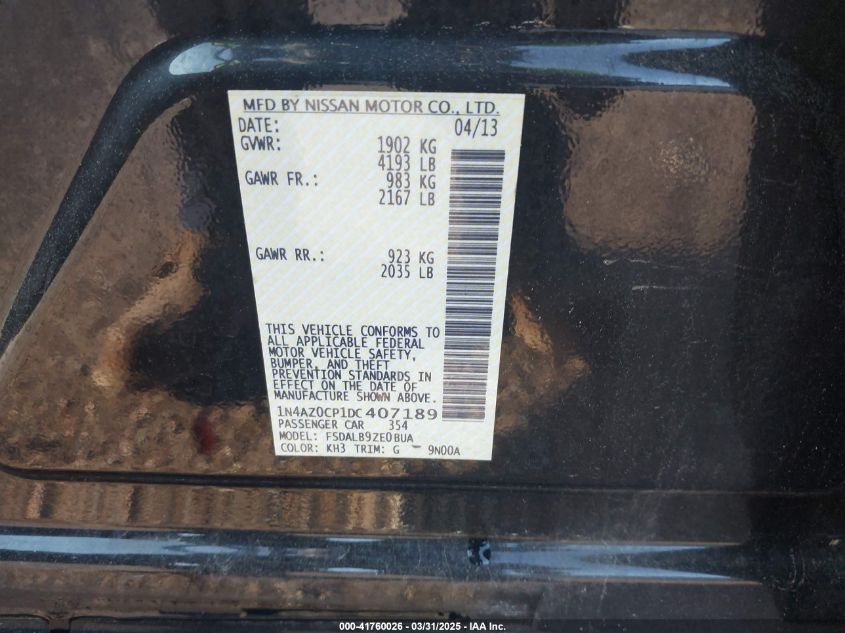 MFD BY NISSAN MOTOR CO., LTD.
DATE: 04/13
GVWR: 1902 KG
4193 LB
GAWR FR.: 983 KG
2167 LB
GAWR RR.: 923 KG
2035 LB
THIS VEHICLE CONFORMS TO
ALL APPLICABLE FEDERAL
MOTOR VEHICLE SAFETY,
BUMPER, AND THEFT
PREVENTION STANDARDS IN
EFFECT ON THE DATE OF
MANUFACTURE SHOWN ABOVE.
1N4AZ0CP1DC407189
PASSENGER CAR 354
MODEL: FSDALB9ZE0BUA
COLOR: KH3 TRIM: G - 9N00A
000-41760026 - 03/31/2025 - IAA Inc.